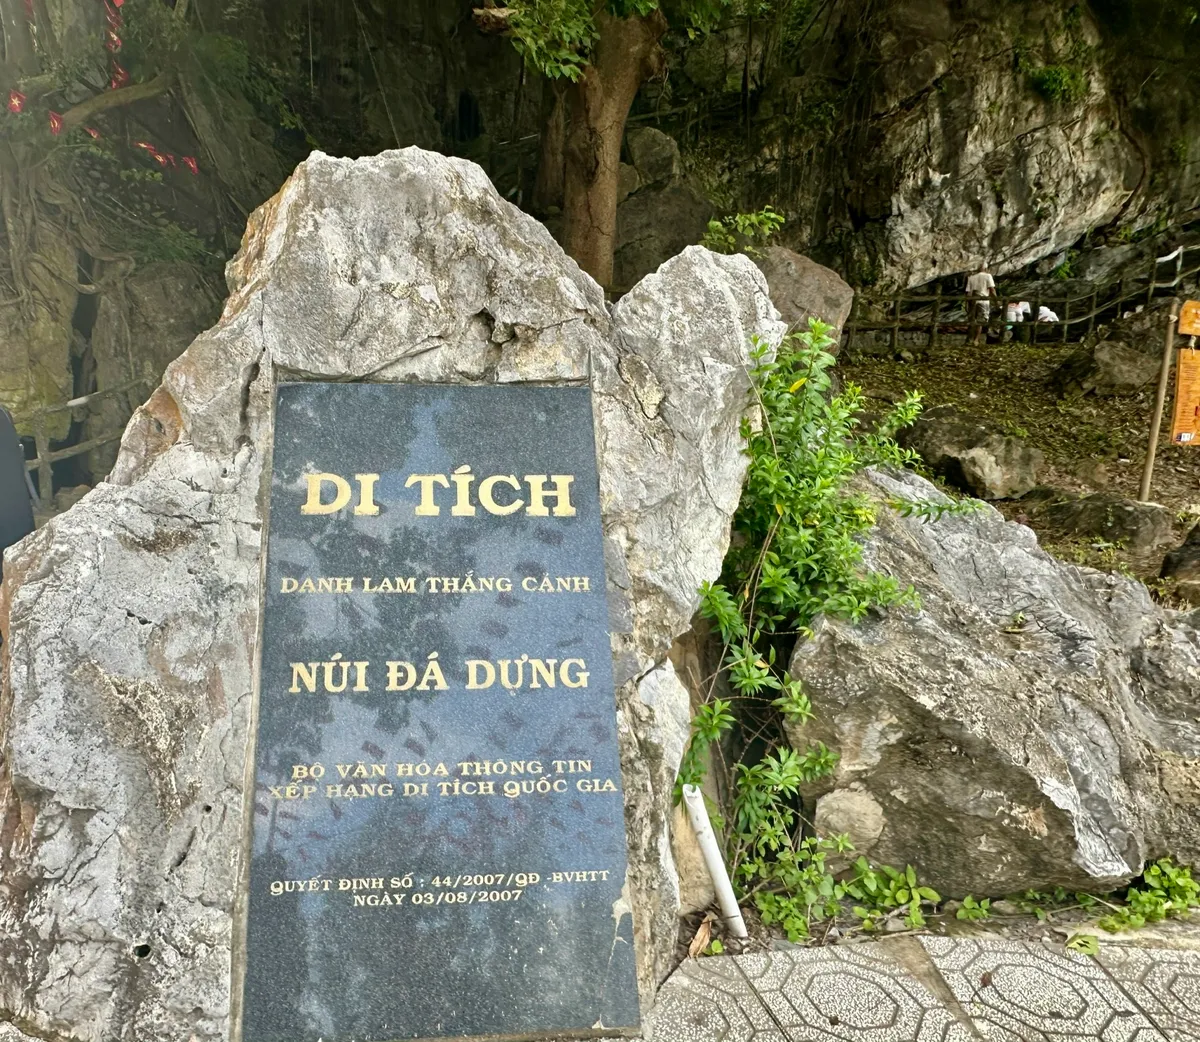 DI TÍCH
DANH LAM THẮNG CẢNH
NÚI ĐÁ DỰNG
BỘ VĂN HÓA THÔNG TIN
XẾP HẠNG DI TÍCH QUỐC GIA
QUYẾT ĐỊNH SỐ : 44/2007/QĐ -BVHTT
NGÀY 03/08/2007